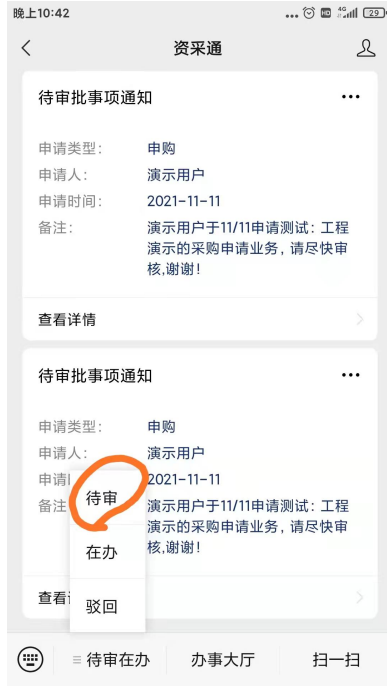 晚上10:42
... HD 4G 29
资采通
待审批事项通知
申请类型： 申购
申请人： 演示用户
申请时间： 2021-11-11
备注： 演示用户于11/11申请测试：工程
演示的采购申请业务，请尽快审
核,谢谢！
查看详情
待审批事项通知
申请类型： 申购
申请人： 演示用户
申请 2021-11-11
待审
备注 演示用户于11/11申请测试：工程
演示的采购申请业务，请尽快审
核,谢谢！
在办
查看
驳回
待审在办 办事大厅 扫一扫